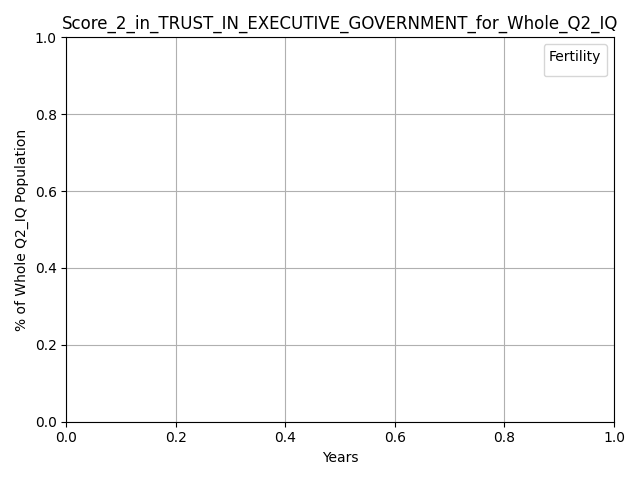 Score_2_in_TRUST_IN_EXECUTIVE_GOVERNMENT_for_Whole_Q2_IQ
Fertility
% of Whole Q2_IQ Population
1.0
0.8
0.6
0.4
0.2
0.0
0.0 0.2 0.4 0.6 0.8 1.0
Years